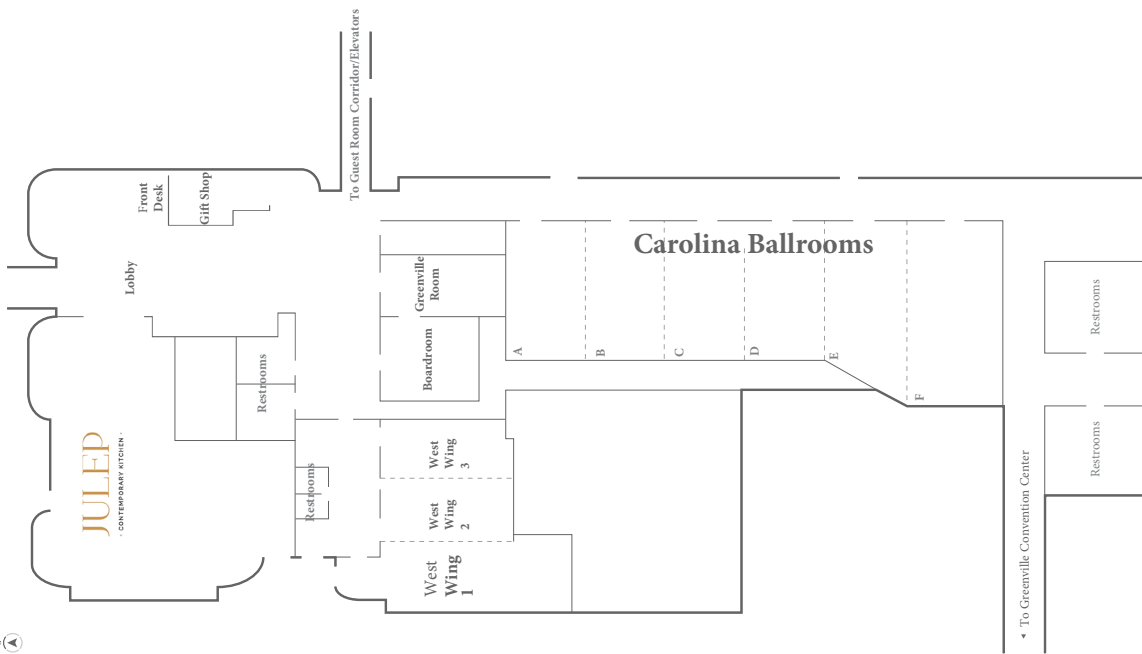 To Guest Room Corridor/Elevators
Front
Desk
Gift Shop
Lobby
Carolina Ballrooms
Greenville
Room
Boardroom
A
B
C
D
E
F
Restrooms
Restrooms
Restrooms
Restrooms
JULEP
· CONTEMPORARY KITCHEN ·
West
Wing
3
West
Wing
2
West
Wing
1
To Greenville Convention Center